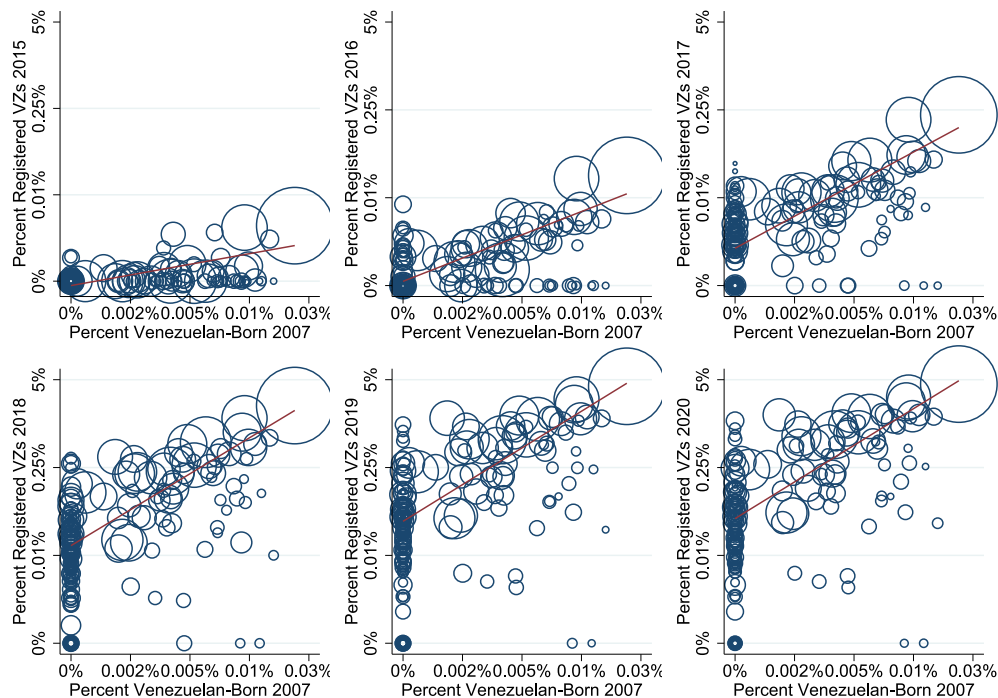 Percent Registered VZs 2015
5%
0.25%
0.01%
0%
0% 0.002% 0.005% 0.01% 0.03%
Percent Venezuelan-Born 2007
Percent Registered VZs 2016
5%
0.25%
0.01%
0%
0% 0.002% 0.005% 0.01% 0.03%
Percent Venezuelan-Born 2007
Percent Registered VZs 2017
5%
0.25%
0.01%
0%
0% 0.002% 0.005% 0.01% 0.03%
Percent Venezuelan-Born 2007
Percent Registered VZs 2018
5%
0.25%
0.01%
0%
0% 0.002% 0.005% 0.01% 0.03%
Percent Venezuelan-Born 2007
Percent Registered VZs 2019
5%
0.25%
0.01%
0%
0% 0.002% 0.005% 0.01% 0.03%
Percent Venezuelan-Born 2007
Percent Registered VZs 2020
5%
0.25%
0.01%
0%
0% 0.002% 0.005% 0.01% 0.03%
Percent Venezuelan-Born 2007